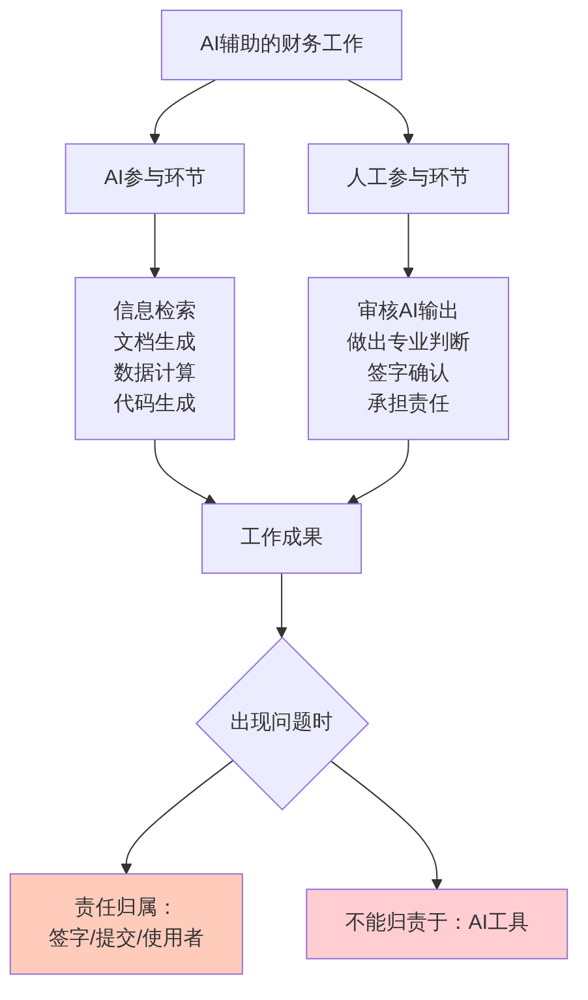 AI辅助的财务工作
AI参与环节
人工参与环节
信息检索
文档生成
数据计算
代码生成
审核AI输出
做出专业判断
签字确认
承担责任
工作成果
出现问题时
责任归属：
签字/提交/使用者
不能归责于：AI工具